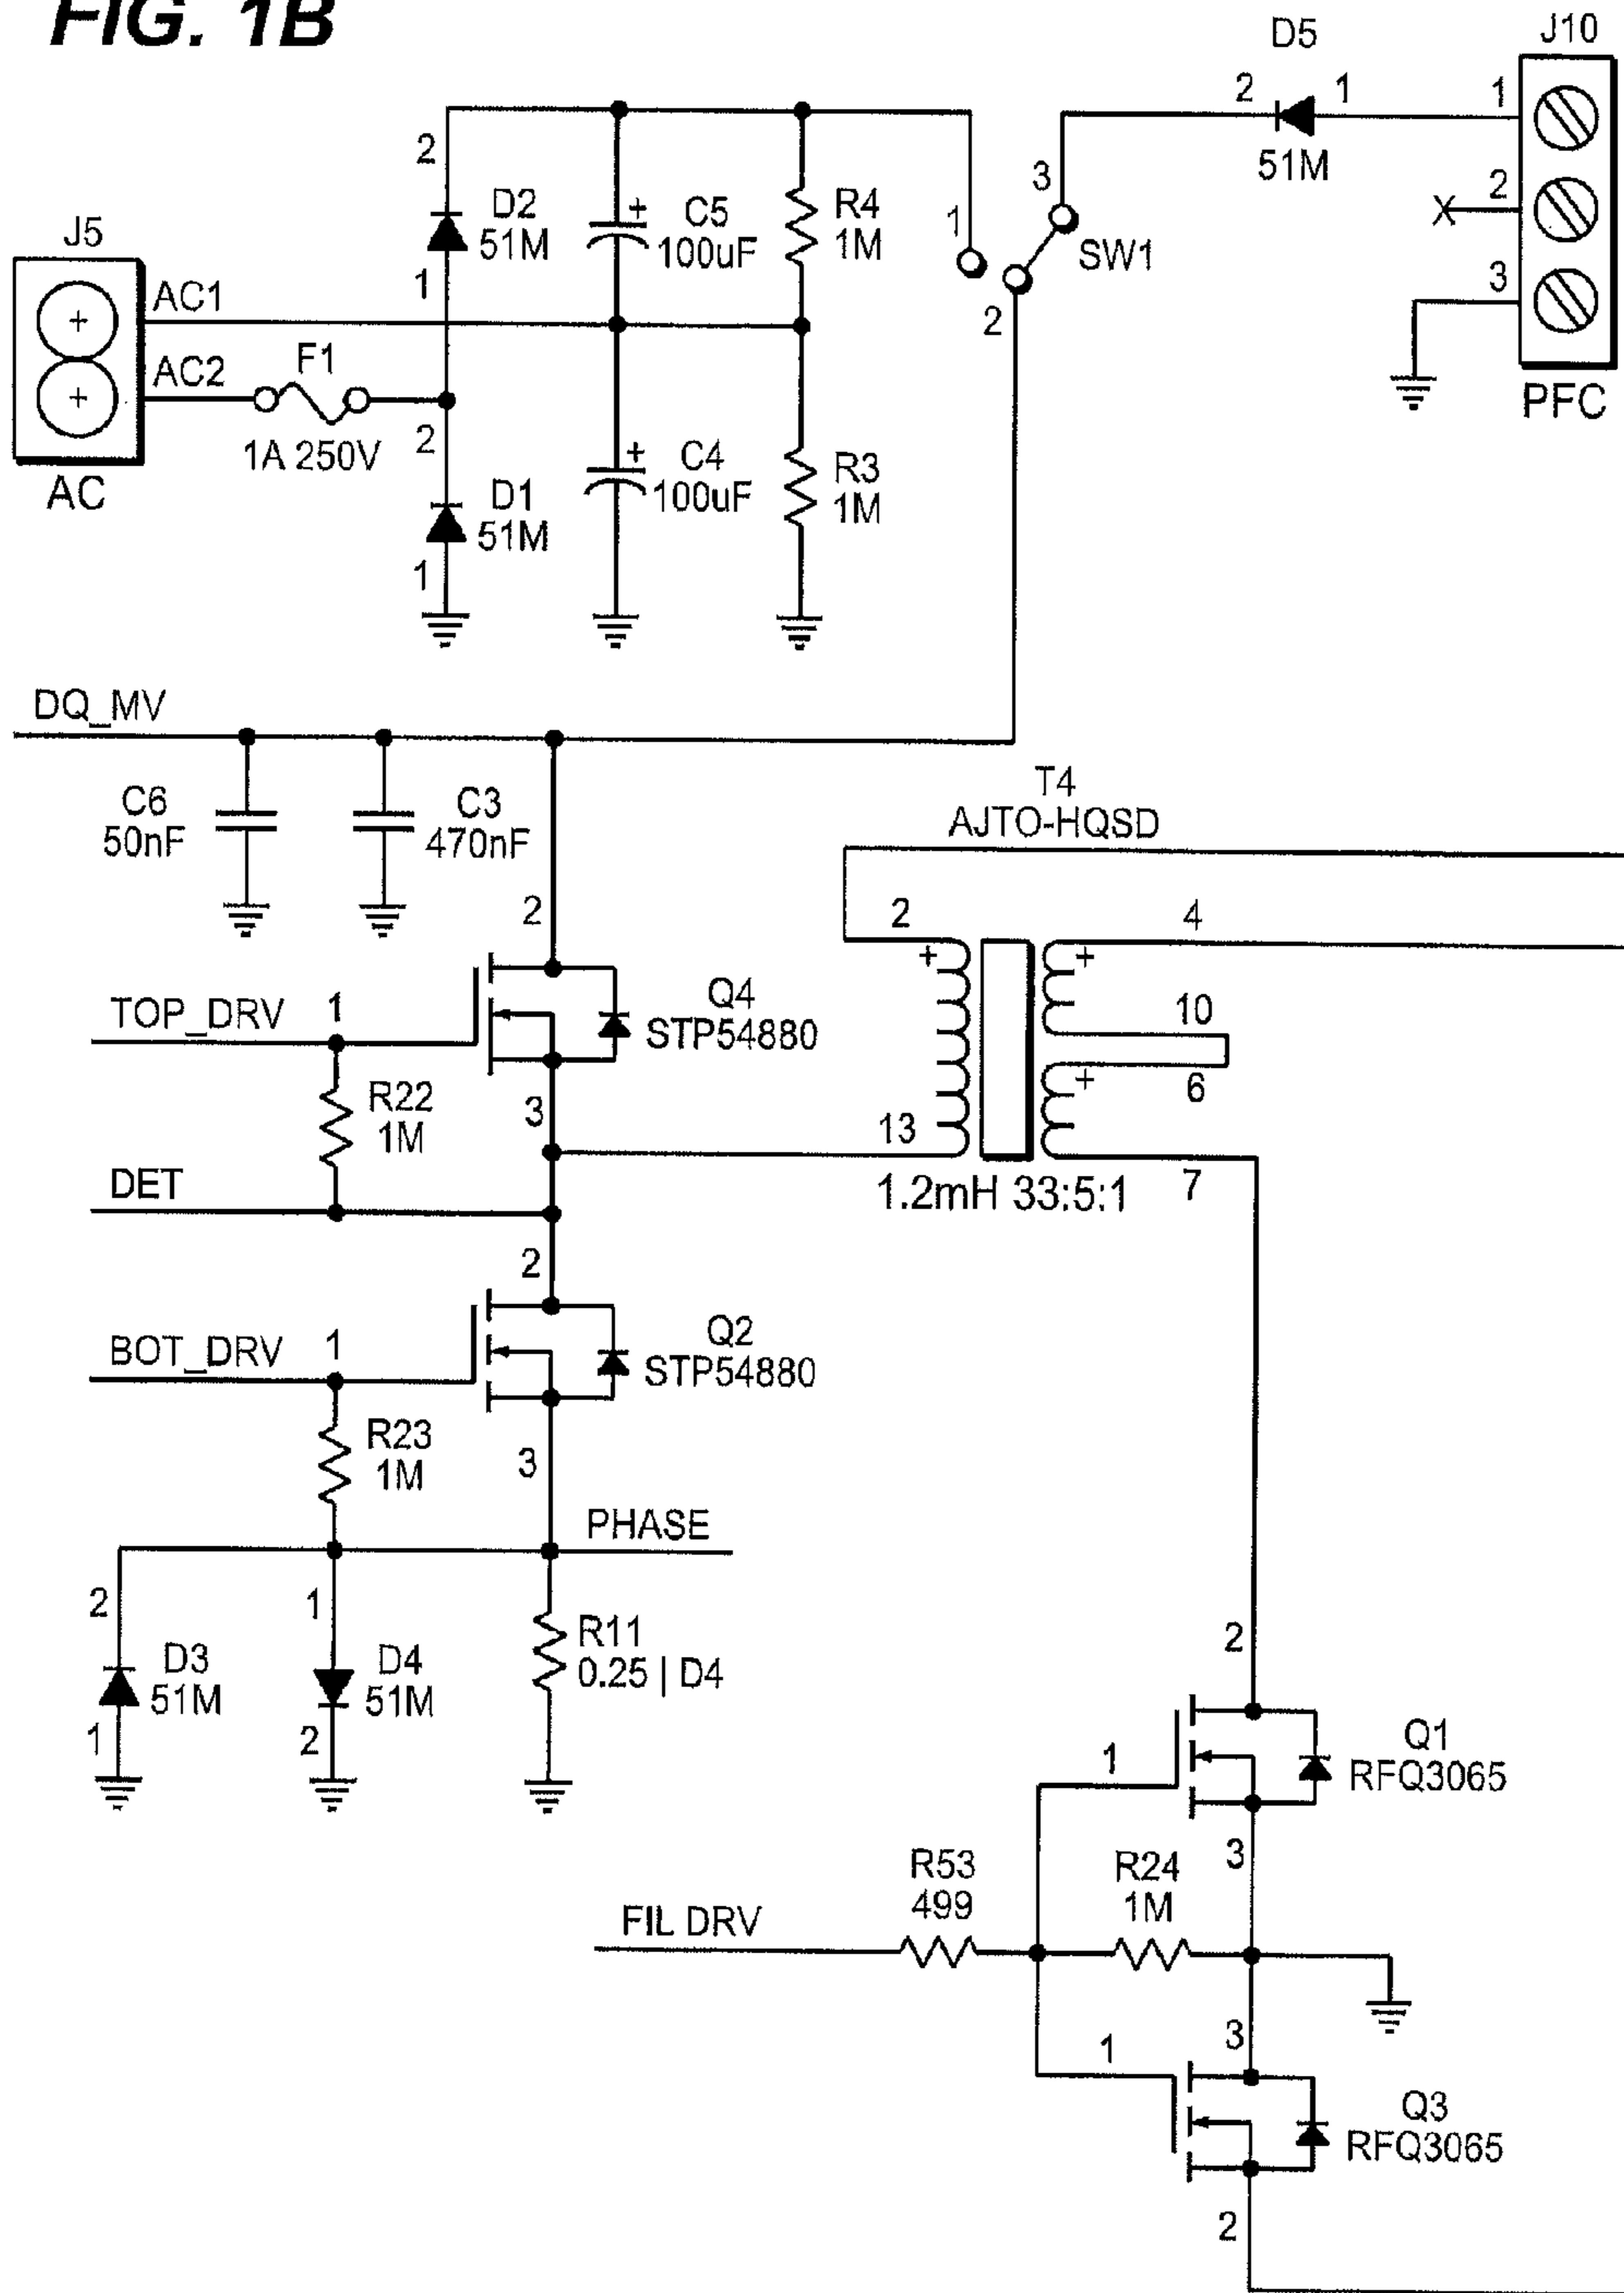 FIG. 1B
D5
J10
2
1
1
51M
2
D2
51M
C5
100uF
R4
1M
3
1
SW1
2
X
2
3
J5
AC1
1
AC2
F1
PFC
1A 250V
2
AC
D1
51M
C4
100uF
R3
1M
1
DQ_MV
C6
50nF
C3
470nF
T4
AJTO-HQSD
2
2
4
+
+
TOP_DRV
1
Q4
STP54880
10
+
6
R22
1M
3
13
DET
1.2mH 33:5:1
7
2
BOT_DRV
1
Q2
STP54880
R23
1M
3
PHASE
2
1
D3
51M
D4
51M
R11
0.25 | D4
1
2
2
1
Q1
RFQ3065
3
R53
499
R24
1M
FIL DRV
3
1
Q3
RFQ3065
2